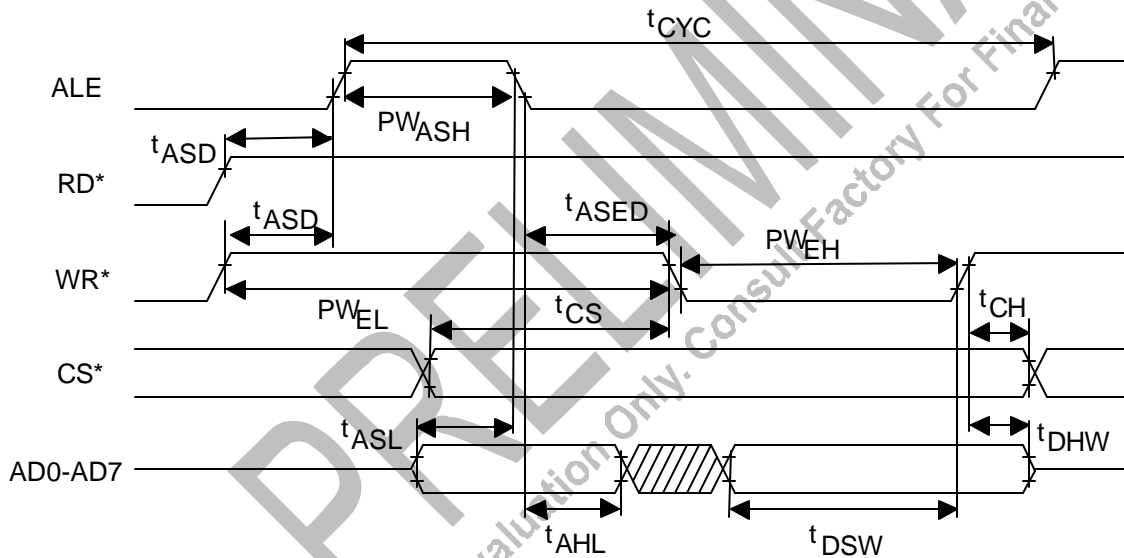 tCYC
ALE
PWASH
tASD
RD*
tASD
tASED
PWEH
WR*
PWEL
tCS
tCH
CS*
tASL
tDHW
AD0-AD7
tAHL
tDSW
PRELIMINA
Evaluation Only. Consult Factory For Final